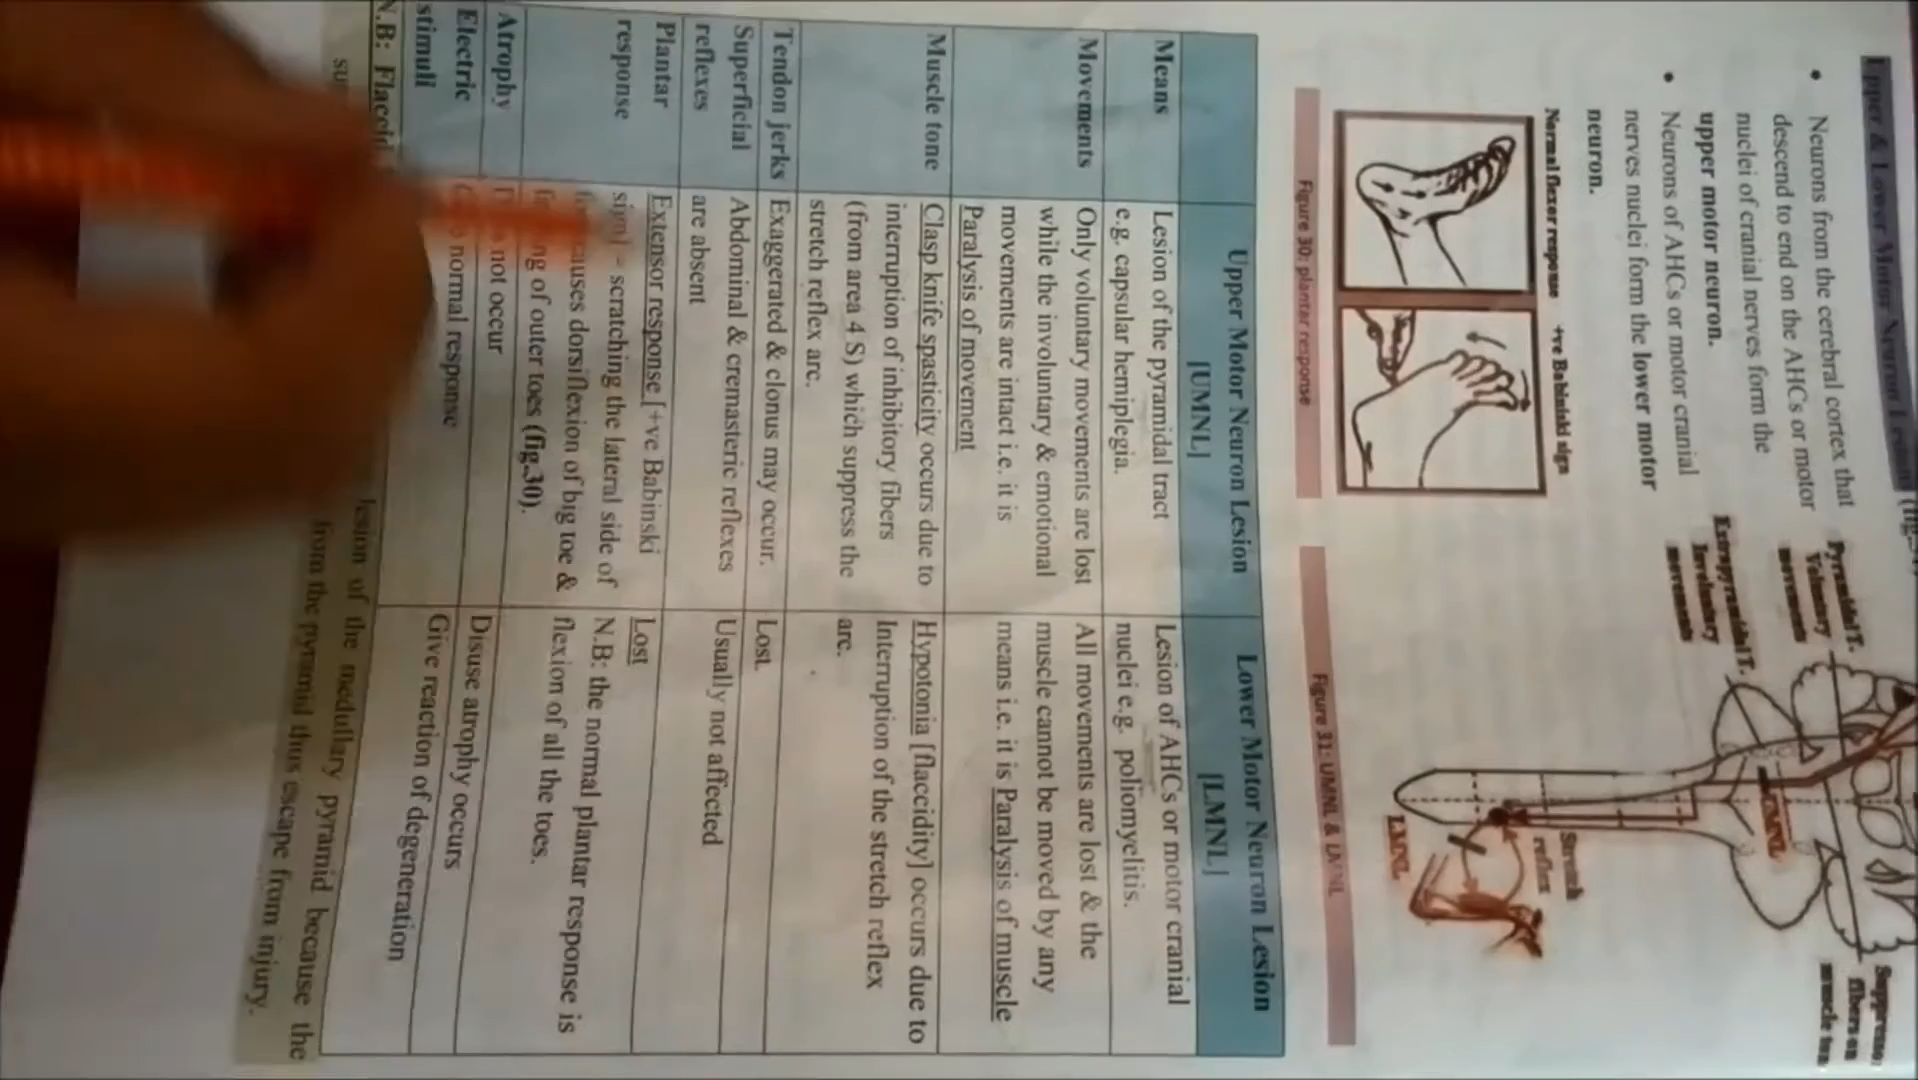 Upper & Lower Motor Neuron Lesion
• Neurons from the cerebral cortex that
descend to end on the AHCs or motor
nuclei of cranial nerves form the
upper motor neuron.
• Neurons of AHCs or motor cranial
nerves nuclei form the lower motor
neuron.
Normal flexor response +ve Babinski sign
Figure 30: plantar response
Pyramidal T.
Voluntary
movements
Extrapyramidal T.
Involuntary
movements
fibers on
UMNL
Stretch
reflex
LMNL
Figure 31: UMNL & LMNL
Upper Motor Neuron Lesion
[UMNL]
Lower Motor Neuron Lesion
[LMNL]
Means
Lesion of the pyramidal tract
e.g. capsular hemiplegia.
Lesion of AHCs or motor cranial
nuclei e.g. poliomyelitis.
Movements
Only voluntary movements are lost
while the involuntary & emotional
movements are intact i.e. it is
Paralysis of movement
All movements are lost & the
muscle cannot be moved by any
means i.e. it is Paralysis of muscle
Muscle tone
Clasp knife spasticity occurs due to
interruption of inhibitory fibers
(from area 4 S) which suppress the
stretch reflex arc.
Hypotonia [flaccidity] occurs due to
Interruption of the stretch reflex
arc.
Tendon jerks
Exaggerated & clonus may occur.
Lost.
Superficial
reflexes
Abdominal & cremasteric reflexes
are absent
Usually not affected
Plantar
response
Extensor response [+ve Babinski
sign] - scratching the lateral side of
causes dorsiflexion of big toe &
of outer toes (fig.30).
Lost
N.B: the normal plantar response is
flexion of all the toes.
Atrophy
not occur
Disuse atrophy occurs
Electric
stimuli
normal response
Give reaction of degeneration
N.B: Flaccid lesion of the medullary pyramid because the
from the pyramid thus escape from injury.